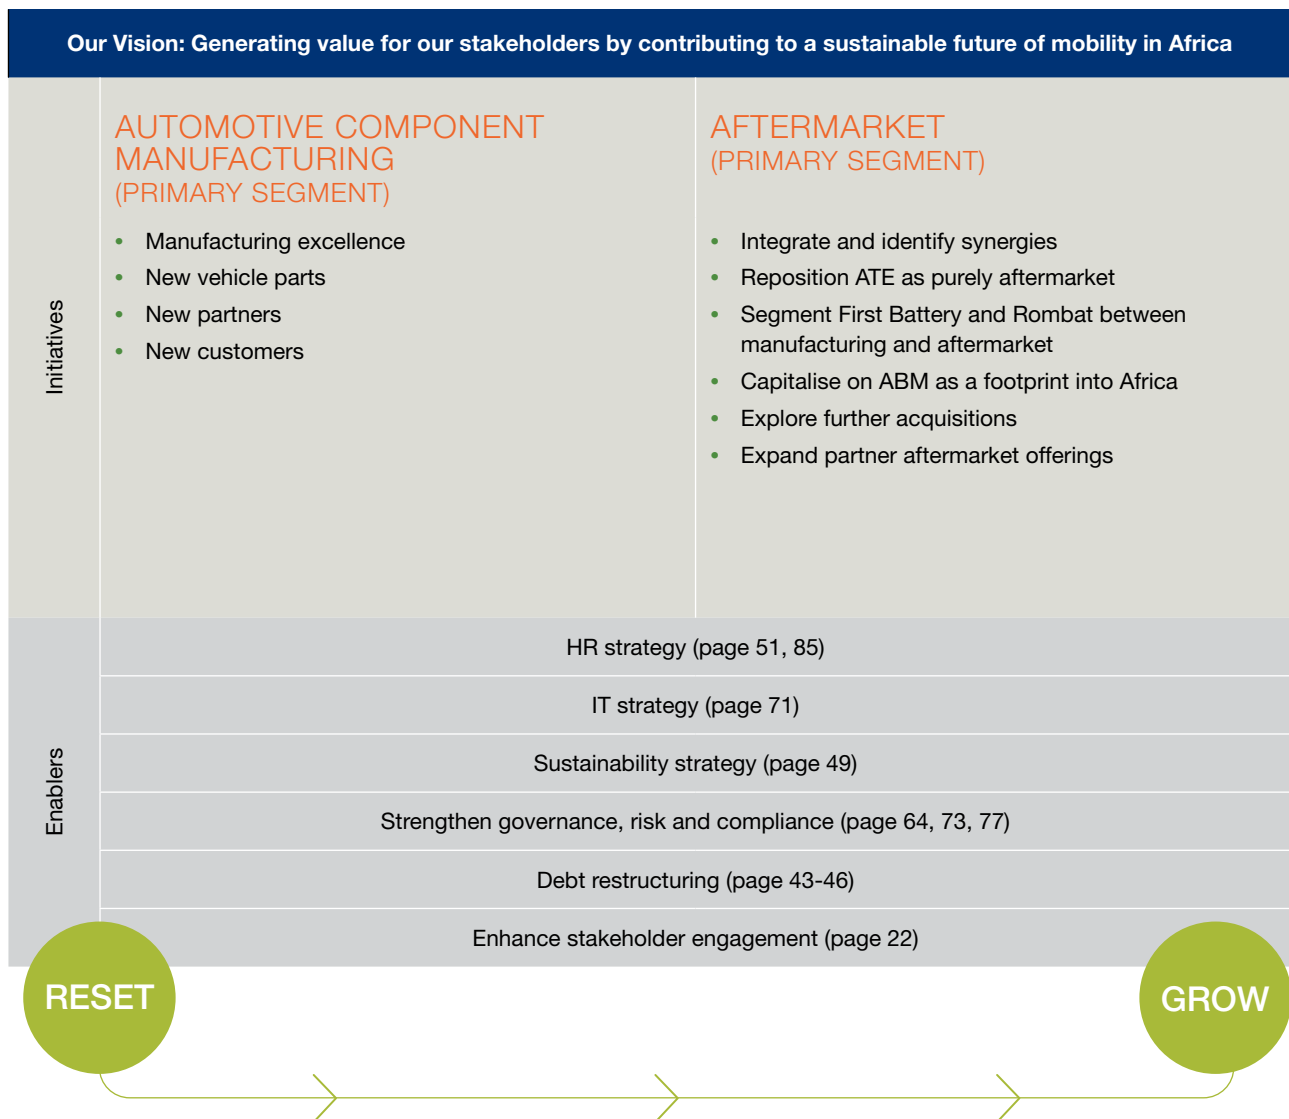 Our Vision: Generating value for our stakeholders by contributing to a sustainable future of mobility in Africa
Initiatives
AUTOMOTIVE COMPONENT
MANUFACTURING
(PRIMARY SEGMENT)
• Manufacturing excellence
• New vehicle parts
• New partners
• New customers
AFTERMARKET
(PRIMARY SEGMENT)
• Integrate and identify synergies
• Reposition ATE as purely aftermarket
• Segment First Battery and Rombat between
manufacturing and aftermarket
• Capitalise on ABM as a footprint into Africa
• Explore further acquisitions
• Expand partner aftermarket offerings
Enablers
HR strategy (page 51, 85)
IT strategy (page 71)
Sustainability strategy (page 49)
Strengthen governance, risk and compliance (page 64, 73, 77)
Debt restructuring (page 43-46)
Enhance stakeholder engagement (page 22)
RESET
GROW